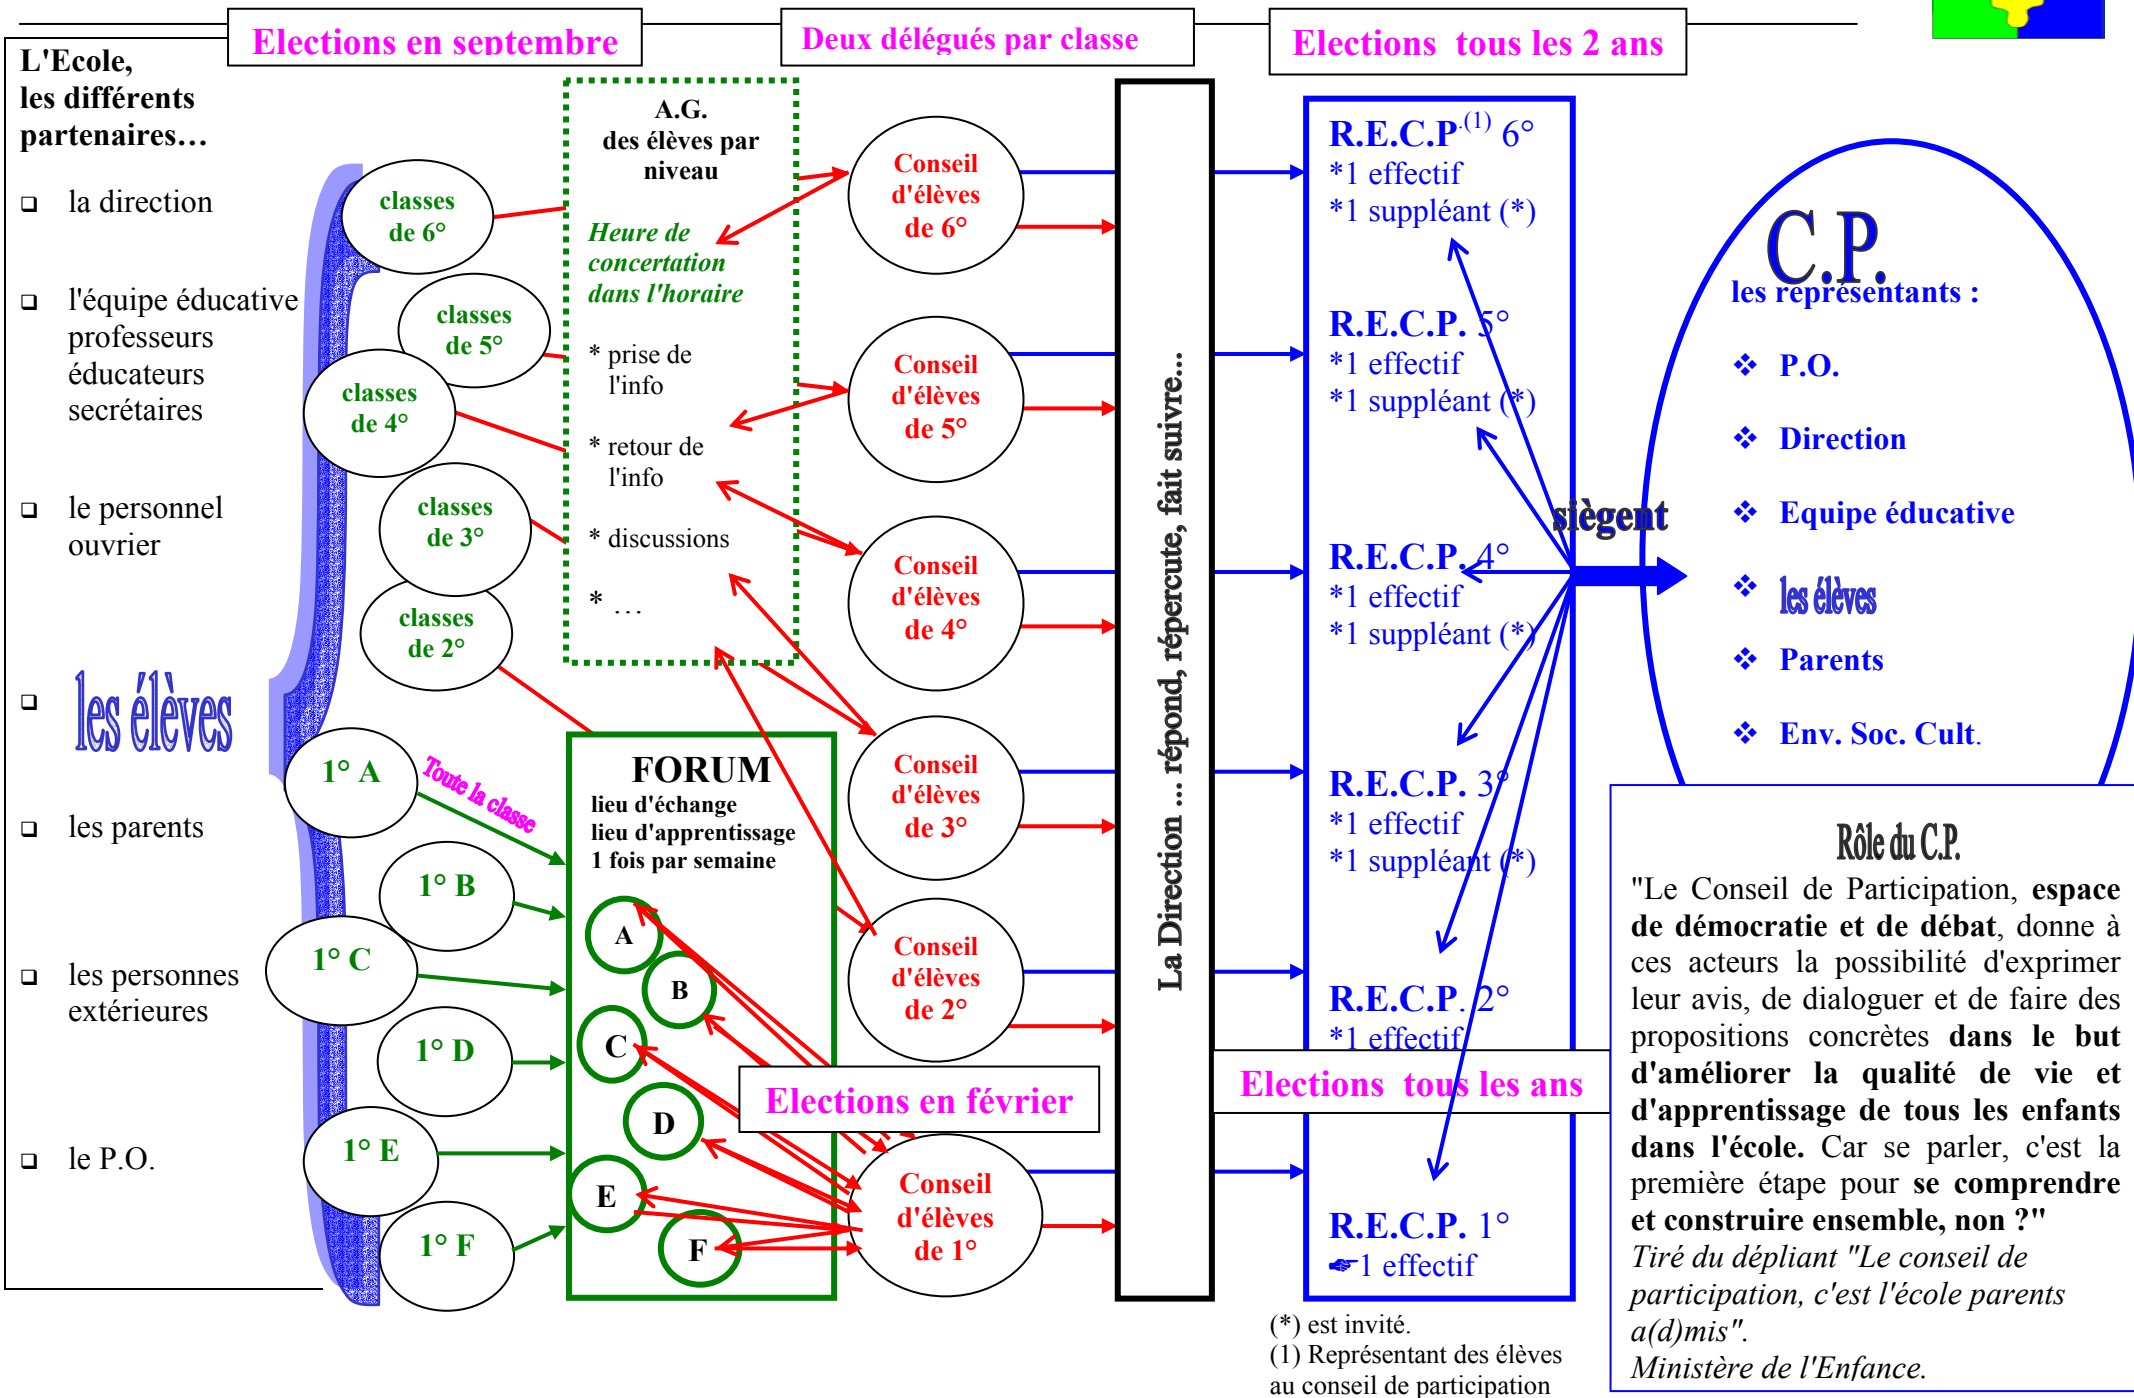 Elections en septembre
Deux délégués par classe
Elections tous les 2 ans
L'Ecole,
les différents
partenaires…
❑ la direction
❑ l'équipe éducative
professeurs
éducateurs
secrétaires
❑ le personnel
ouvrier
❑ les élèves
❑ les parents
❑ les personnes
extérieures
❑ le P.O.
classes
de 6°
classes
de 5°
classes
de 4°
classes
de 3°
classes
de 2°
1° A
1° B
1° C
1° D
1° E
1° F
Toute la classe
A.G.
des élèves par
niveau
Heure de
concertation
dans l'horaire
* prise de
l'info
* retour de
l'info
* discussions
* …
FORUM
lieu d'échange
lieu d'apprentissage
1 fois par semaine
A
B
C
D
E
F
Conseil
d'élèves
de 6°
Conseil
d'élèves
de 5°
Conseil
d'élèves
de 4°
Conseil
d'élèves
de 3°
Conseil
d'élèves
de 2°
Elections en février
Conseil
d'élèves
de 1°
La Direction ... répond, répercute, fait suivre...
R.E.C.P.(1) 6°
*1 effectif
*1 suppléant (*)
R.E.C.P. 5°
*1 effectif
*1 suppléant (*)
R.E.C.P. 4°
*1 effectif
*1 suppléant (*)
R.E.C.P. 3°
*1 effectif
*1 suppléant (*)
R.E.C.P. 2°
*1 effectif
Elections tous les ans
R.E.C.P. 1°
☛1 effectif
(*) est invité.
(1) Représentant des élèves
au conseil de participation
siègent
C.P.
les représentants :
❖ P.O.
❖ Direction
❖ Equipe éducative
❖ les élèves
❖ Parents
❖ Env. Soc. Cult.
Rôle du C.P.
"Le Conseil de Participation, espace
de démocratie et de débat, donne à
ces acteurs la possibilité d'exprimer
leur avis, de dialoguer et de faire des
propositions concrètes dans le but
d'améliorer la qualité de vie et
d'apprentissage de tous les enfants
dans l'école. Car se parler, c'est la
première étape pour se comprendre
et construire ensemble, non ?"
Tiré du dépliant "Le conseil de
participation, c'est l'école parents
a(d)mis".
Ministère de l'Enfance.